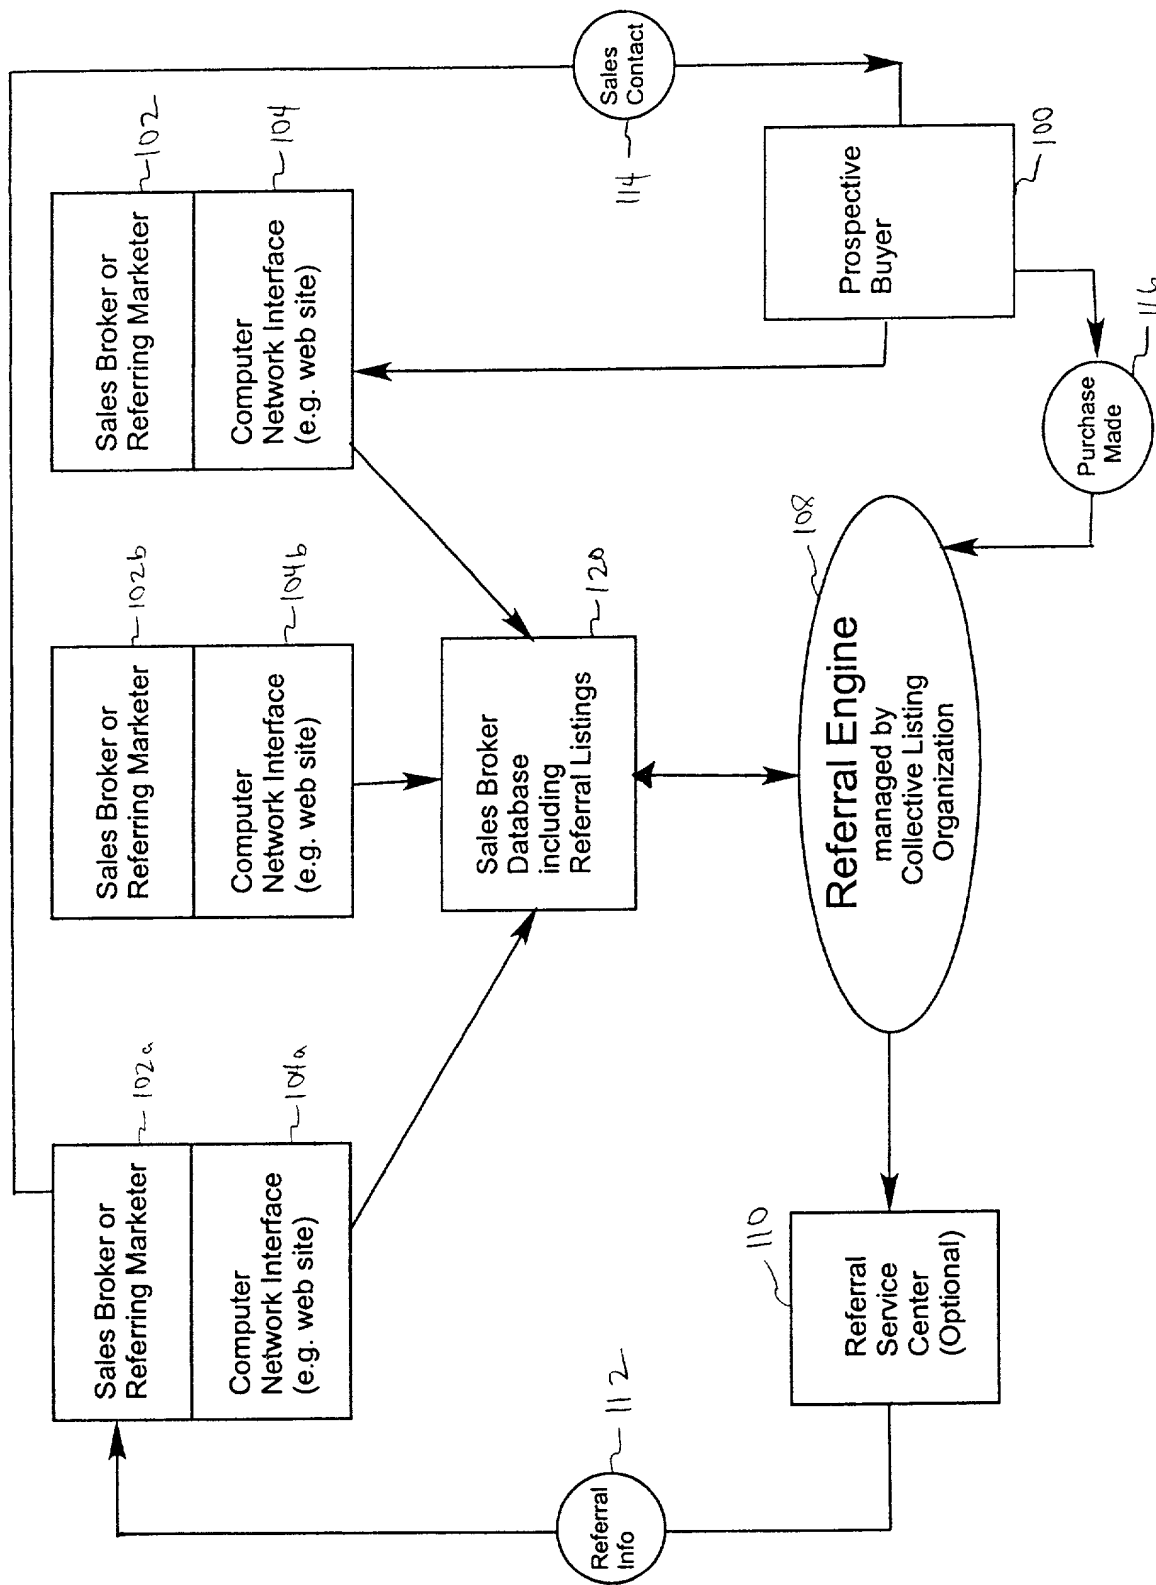 Sales Broker or
Referring Marketer
102a
Computer
Network Interface
(e.g. web site)
104a
Sales Broker or
Referring Marketer
102b
Computer
Network Interface
(e.g. web site)
104b
Sales Broker or
Referring Marketer
102
Computer
Network Interface
(e.g. web site)
104
Sales Broker
Database
including
Referral Listings
120
Referral
Info
112
Sales
Contact
114
Referral
Service
Center
(Optional)
110
Referral Engine
managed by
Collective Listing
Organization
108
Prospective
Buyer
100
Purchase
Made
116